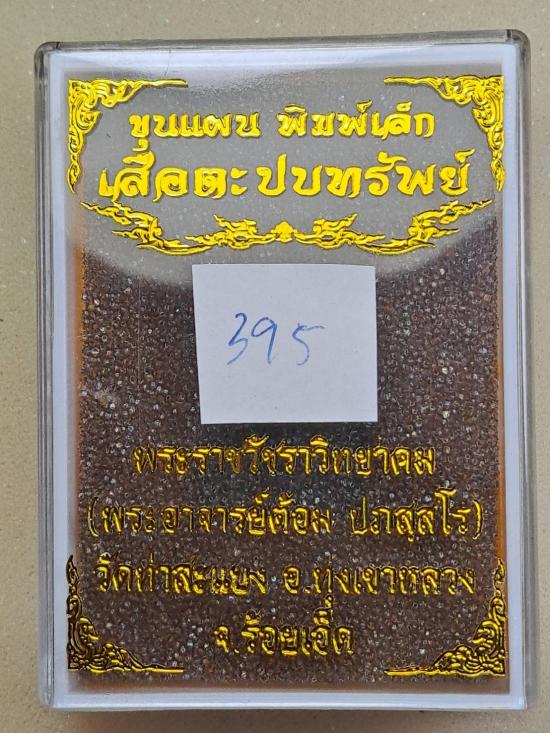 ขุนแผน พิมพ์เล็ก
เสือตะปบทรัพย์
395
พระราชวัชราวิทยาคม
(พระอาจารย์ต้อม ปภสฺสโร)
วัดท่าสะแบง อ.ทุ่งเขาหลวง
จ.ร้อยเอ็ด